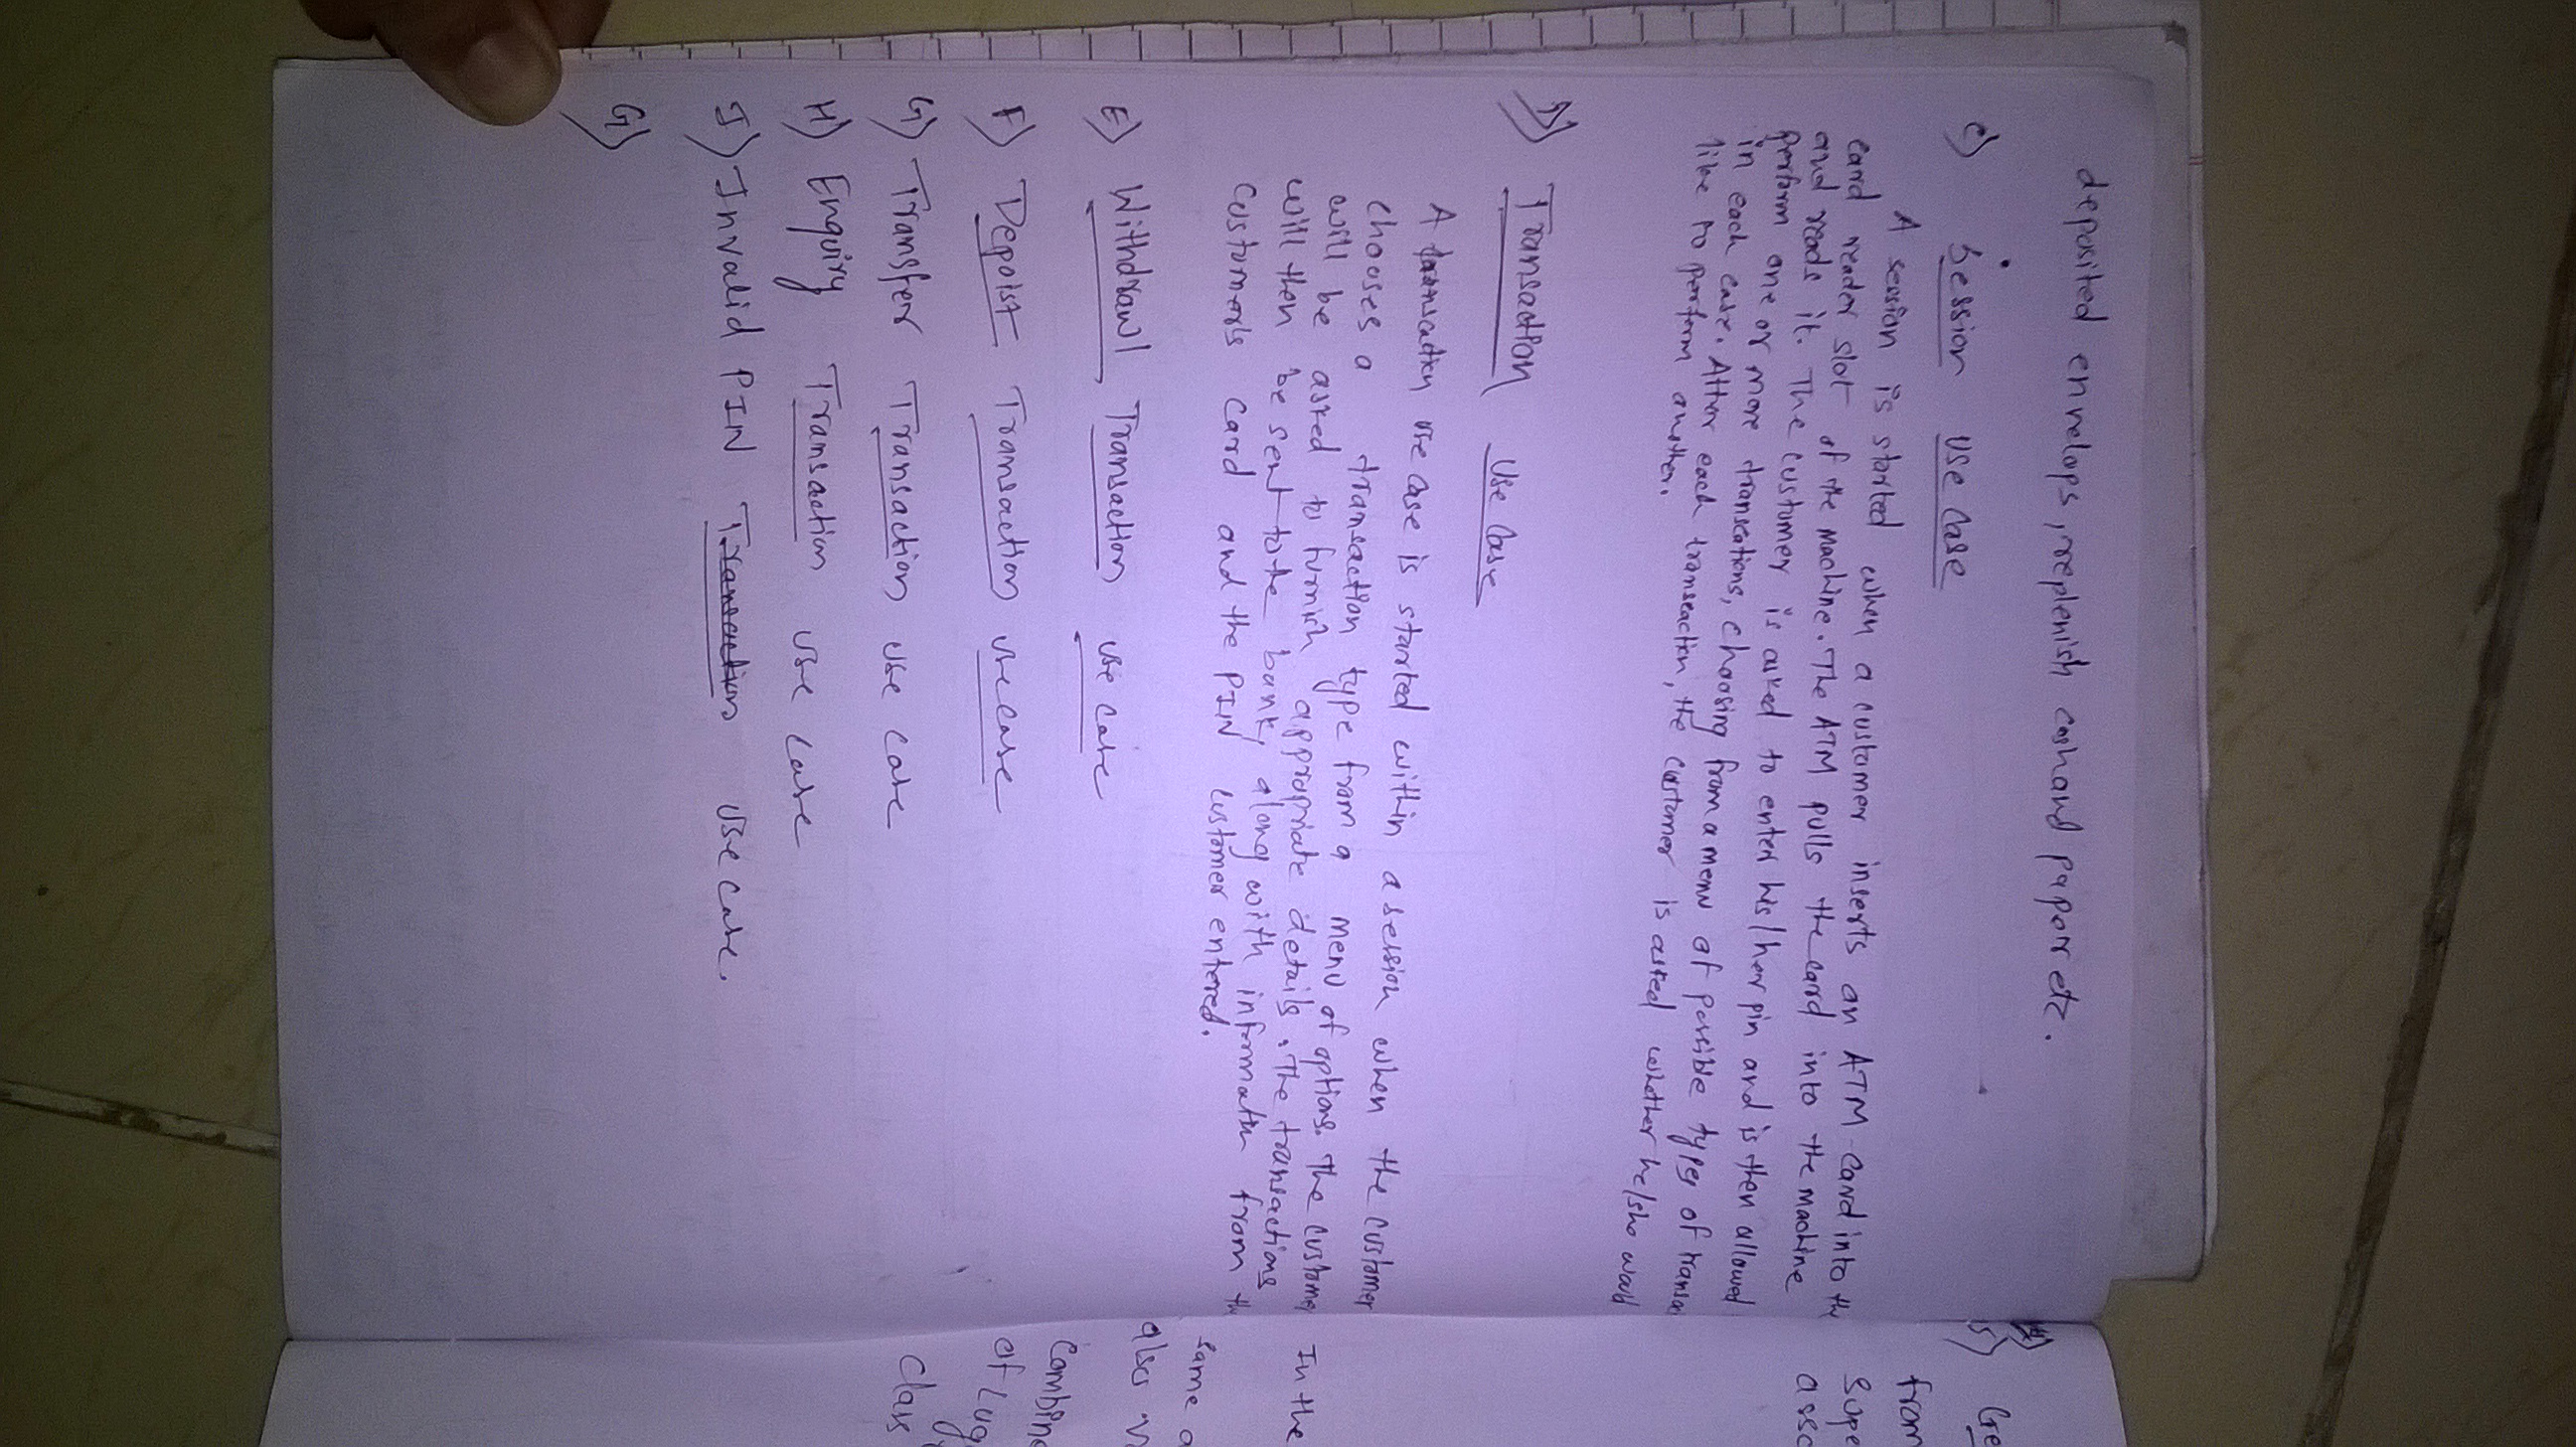 deposited envelops, replenish cash and paper etc.
C) Session Use Case
A session is started when a customer inserts an ATM card into th
card reader slot of the machine. The ATM pulls the card into the machine
and reads it. The customer is asked to enter his/her pin and is then allowed
perform one or more transactions, choosing from a menu of possible types of transa
in each case. After each transaction, the customer is asked whether he/she would
like to perform another.
D) Transaction Use Case
A transaction use case is started within a session when the customer
chooses a transaction type from a menu of options. The customer
will be asked to furnish appropriate details. The transactions
will then be sent to the bank, along with information from th
customer's card and the PIN customer entered.
E) Withdrawl Transaction use case
F) Depoist Transaction use case
G) Transfer Transaction use case
H) Enquiry Transaction use case
I) Invalid PIN Transaction use case.
G)
5) Ge
from
supe
asso
In the
same a
also
Combine
of
Class